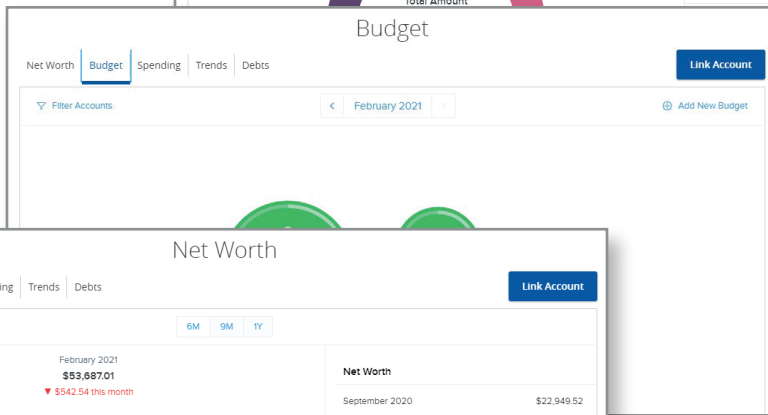 Total Amount
Budget
Net Worth Budget Spending Trends Debts
Link Account
Filter Accounts
< February 2021 >
Add New Budget
Net Worth
ing Trends Debts
Link Account
6M 9M 1Y
February 2021
$53,687.01
▼ $542.54 this month
Net Worth
September 2020 $22,949.52